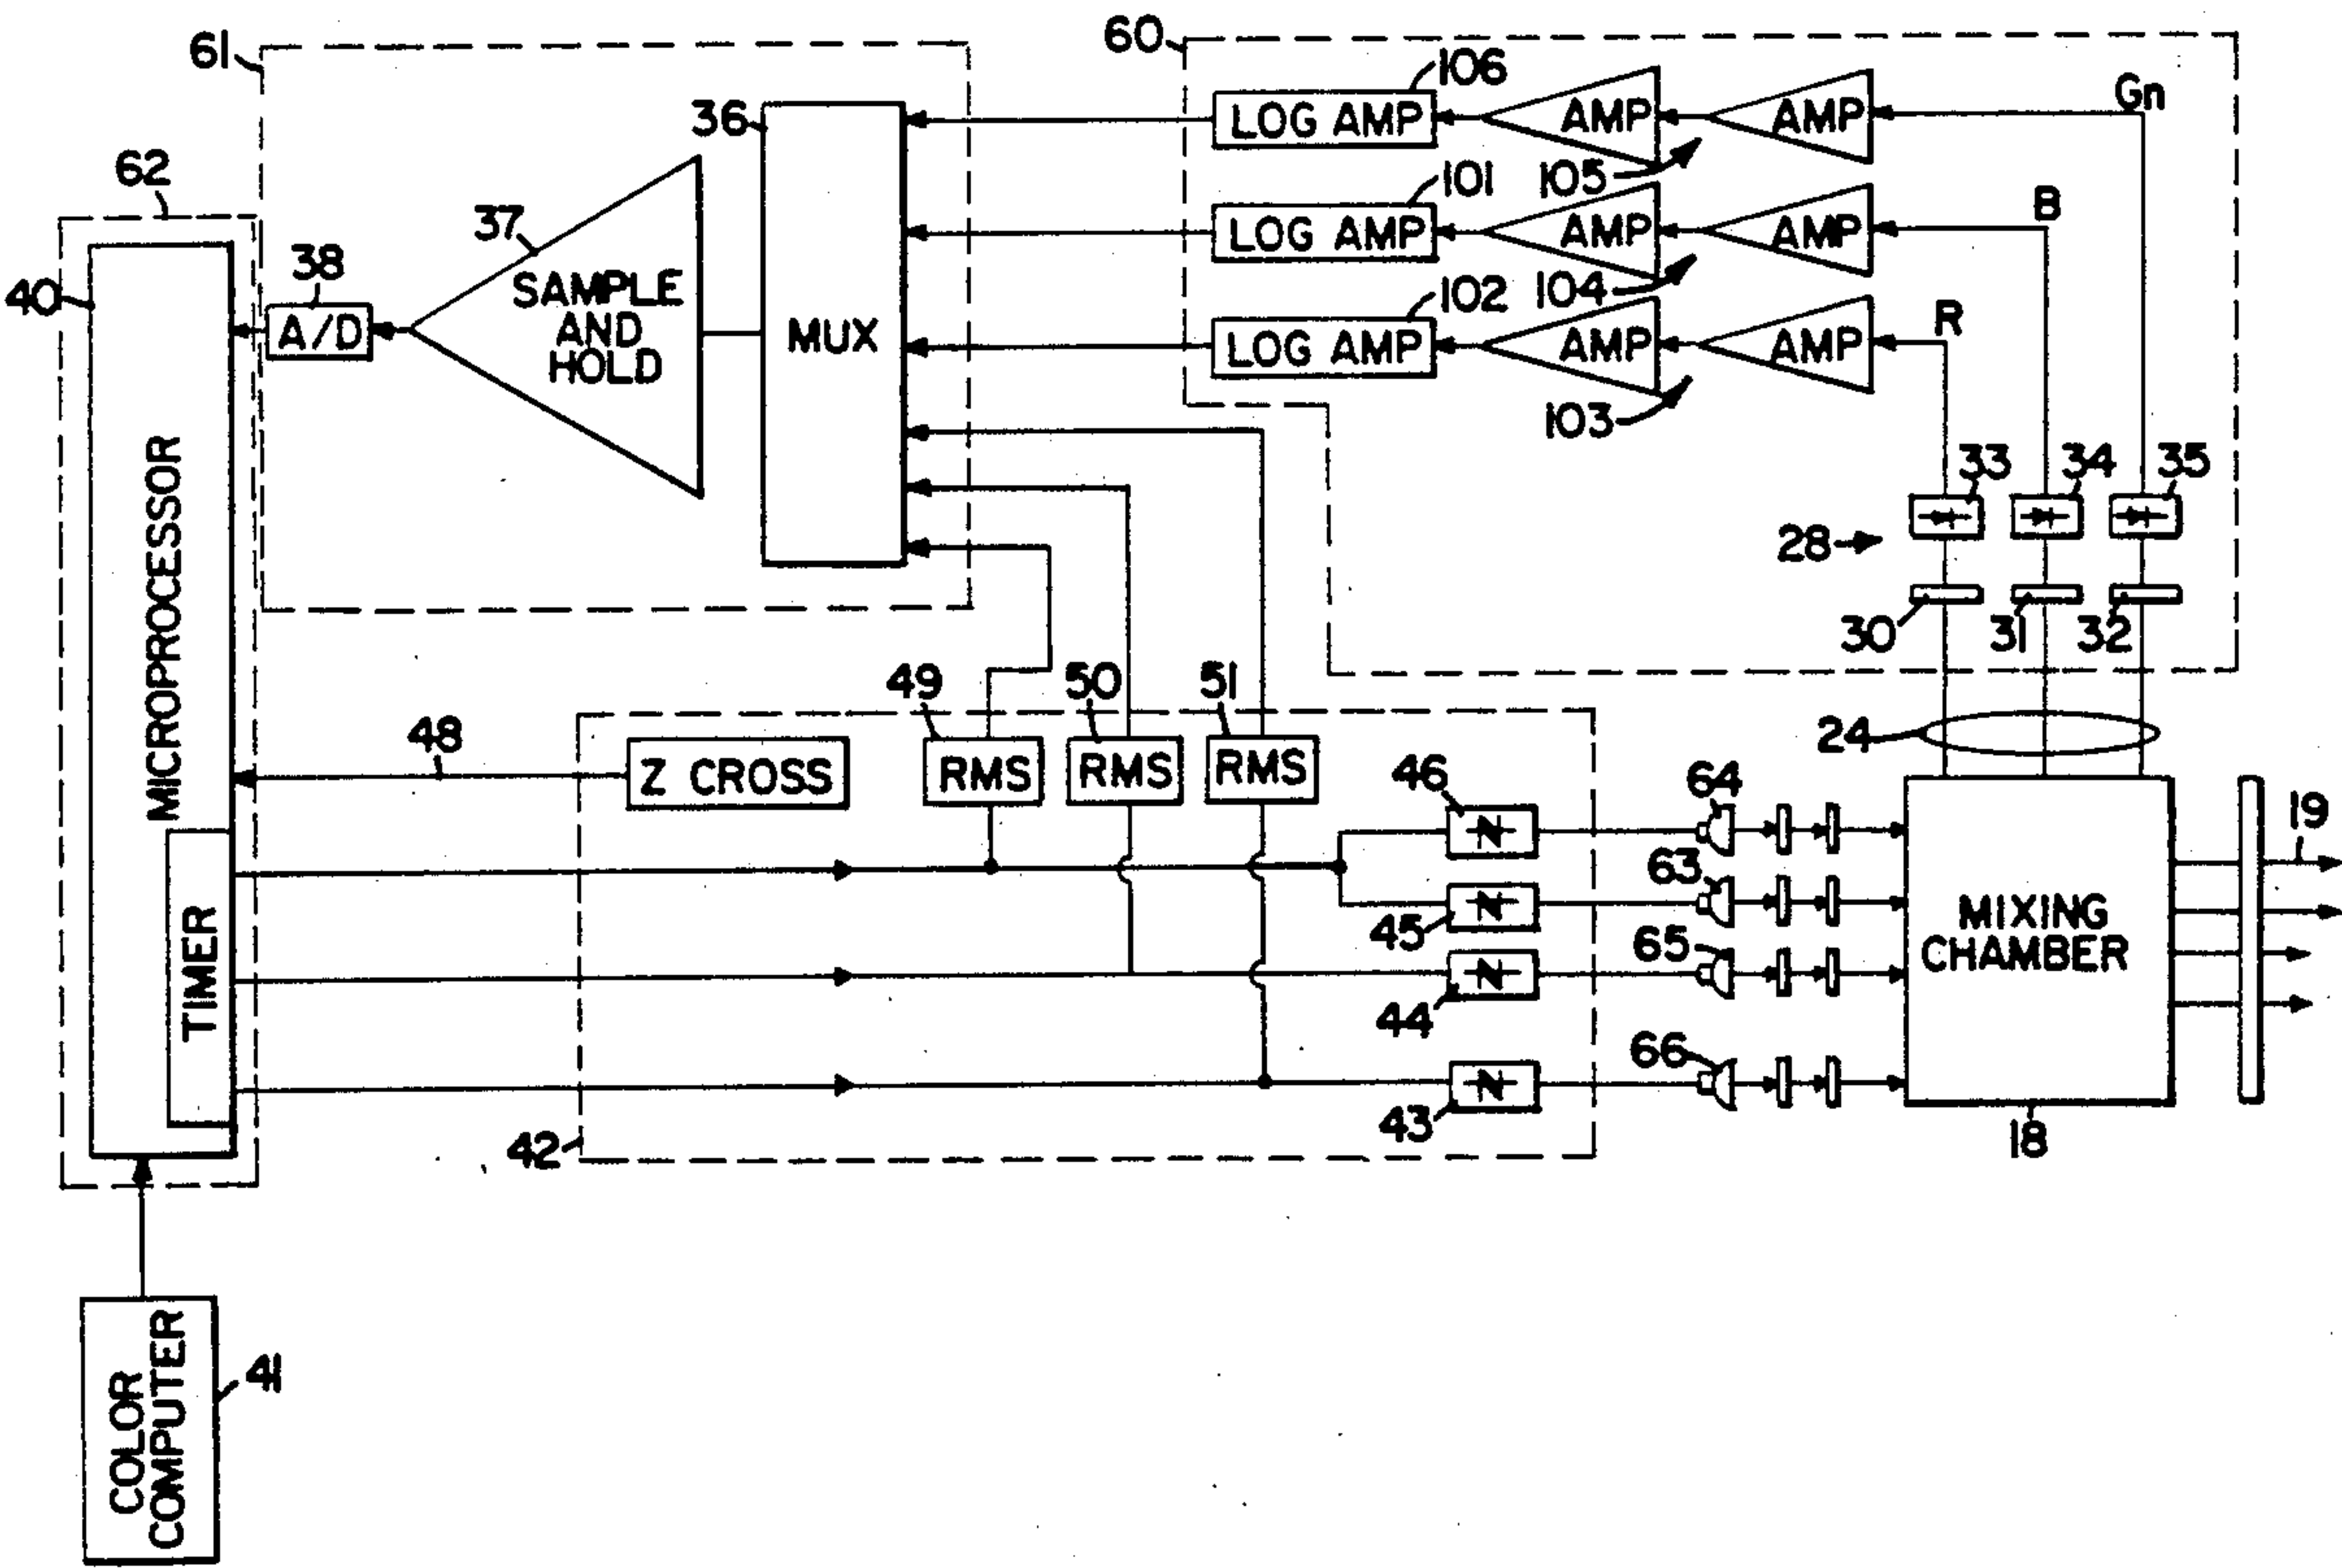 61
60
106
36
LOG AMP
AMP
AMP
Gn
62
105
101
37
LOG AMP
AMP
AMP
B
38
40
A/D
SAMPLE
AND
HOLD
MUX
104
102
LOG AMP
AMP
AMP
R
103
33
34
35
28
30
31
32
MICROPROCESSOR
48
49
50
51
24
Z CROSS
RMS
RMS
RMS
46
64
19
63
45
MIXING
CHAMBER
65
TIMER
44
66
43
42
18
COLOR
COMPUTER
41